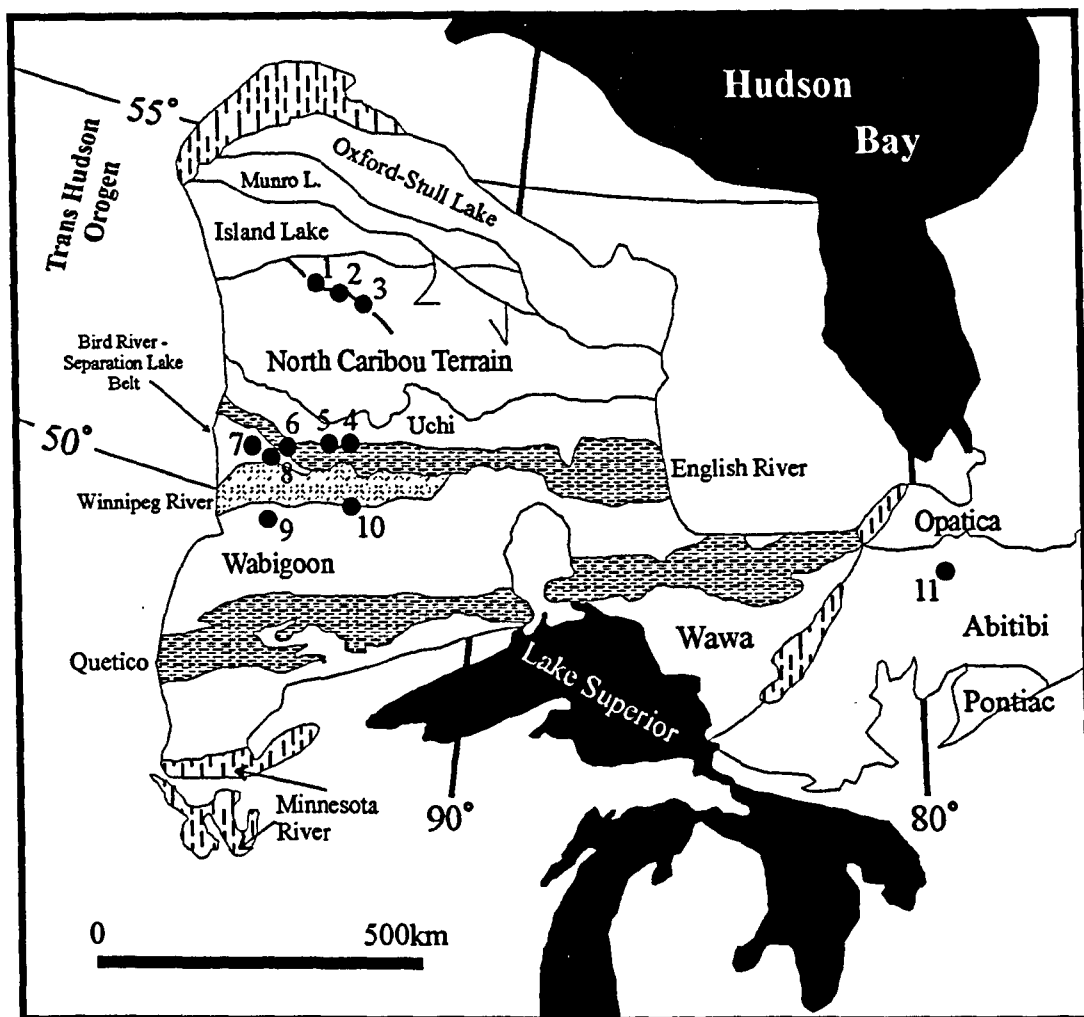 Hudson
Bay
55°
Trans Hudson
Orogen
Oxford-Stull Lake
Munro L.
Island Lake
1
2
3
North Caribou Terrain
Bird River -
Separation Lake
Belt
Uchi
50°
7
6
5
4
8
English River
Winnipeg River
9
10
Opatica
Wabigoon
11
Abitibi
Wawa
Quetico
Lake Superior
Pontiac
Minnesota
River
90°
80°
0
500km